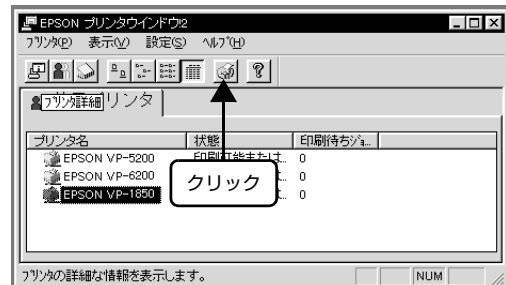 EPSON プリンタウインドウ!2
プリンタ(P) 表示(V) 設定(S) ヘルプ(H)
プリンタ詳細 リンタ
プリンタ名 状態 印刷待ちジョ...
EPSON VP-5200 印刷可能または... 0
EPSON VP-6200 は... 0
EPSON VP-1850 は... 0
クリック
プリンタの詳細な情報を表示します。 NUM